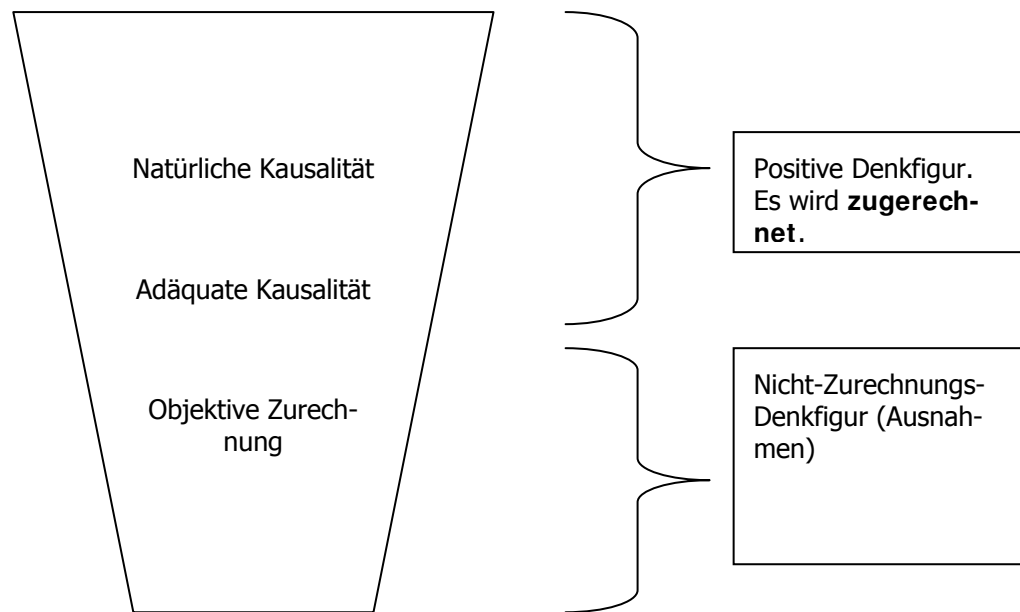 Natürliche Kausalität
Adäquate Kausalität
Objektive Zurech-
nung
Positive Denkfigur.
Es wird zugerech-
net.
Nicht-Zurechnungs-
Denkfigur (Ausnah-
men)